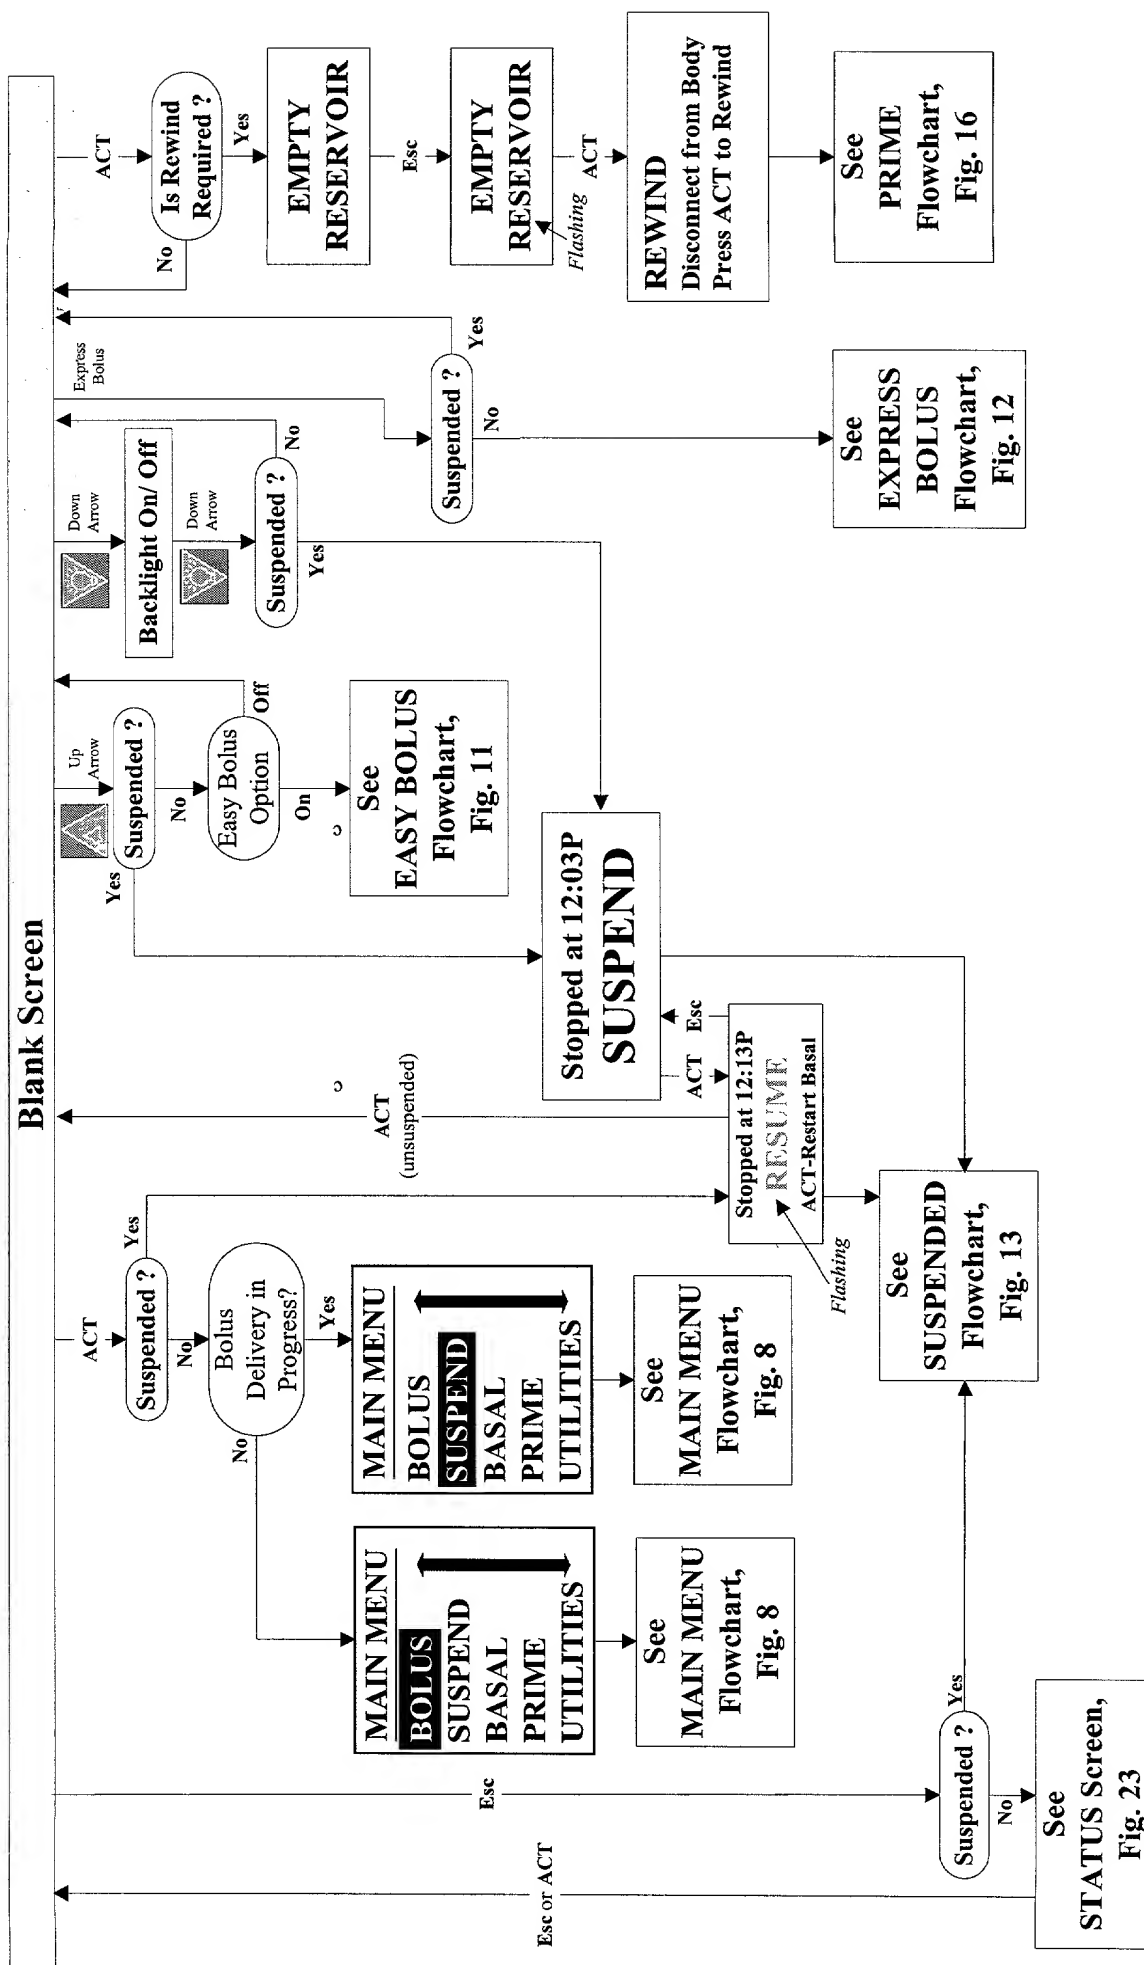 Blank Screen
Esc or ACT
Esc
Suspended ?
Yes
No
See
STATUS Screen,
Fig. 23
ACT
Suspended ?
Yes
No
Bolus
Delivery in
Progress?
No
Yes
MAIN MENU
BOLUS
SUSPEND
BASAL
PRIME
UTILITIES
See
MAIN MENU
Flowchart,
Fig. 8
MAIN MENU
BOLUS
SUSPEND
BASAL
PRIME
UTILITIES
See
MAIN MENU
Flowchart,
Fig. 8
ACT
(unsuspended)
Stopped at 12:13P
RESUME
ACT-Restart Basal
Flashing
ACT
Esc
See
SUSPENDED
Flowchart,
Fig. 13
Up
Arrow
Suspended ?
Yes
No
Easy Bolus
Option
Off
On
See
EASY BOLUS
Flowchart,
Fig. 11
Stopped at 12:03P
SUSPEND
Down
Arrow
Backlight On/ Off
Down
Arrow
Suspended ?
No
Yes
Express
Bolus
Suspended ?
Yes
No
See
EXPRESS
BOLUS
Flowchart,
Fig. 12
ACT
Is Rewind
Required ?
No
Yes
EMPTY
RESERVOIR
Esc
EMPTY
RESERVOIR
Flashing
ACT
REWIND
Disconnect from Body
Press ACT to Rewind
See
PRIME
Flowchart,
Fig. 16